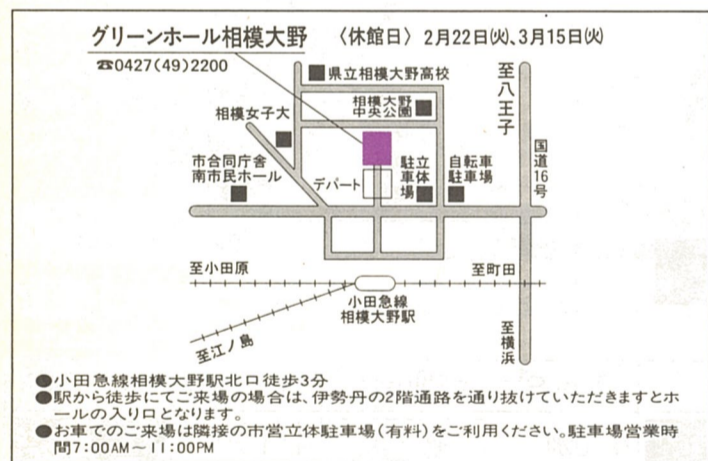 グリーンホール相模大野 〈休館日〉 2月22日(火)、3月15日(火)
☎0427(49)2200
県立相模大野高校
至八王子
相模大野
中央公園
相模女子大
国道16号
市合同庁舎
南市民ホール
デパート
駐立
車体
場
自転車
駐車場
至小田原
至町田
小田急線
相模大野駅
至江ノ島
至横浜
●小田急線相模大野駅北口徒歩3分
●駅から徒歩にてご来場の場合は、伊勢丹の2階通路を通り抜けていただきますとホ
ールの入り口となります。
●お車でのご来場は隣接の市営立体駐車場(有料)をご利用ください。駐車場営業時
間7:00AM〜11:00PM